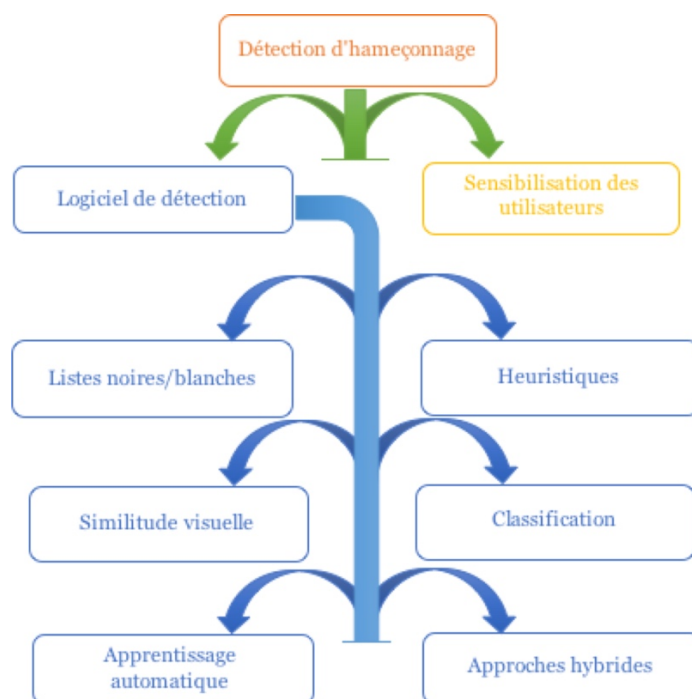 Détection d'hameçonnage
Logiciel de détection
Sensibilisation des
utilisateurs
Listes noires/blanches
Heuristiques
Similitude visuelle
Classification
Apprentissage
automatique
Approches hybrides